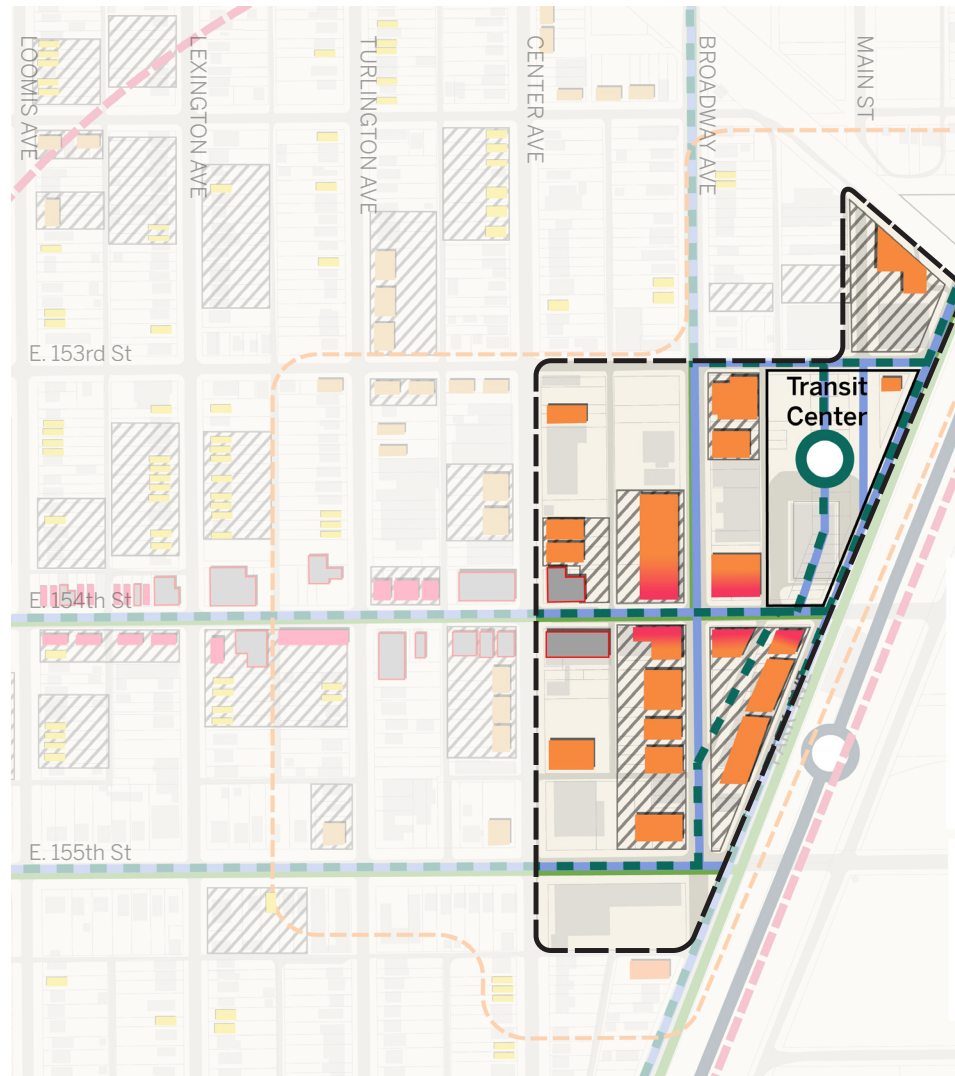 LOOMIS AVE
LEXINGTON AVE
TURLINGTON AVE
CENTER AVE
BROADWAY AVE
MAIN ST
E. 153rd St
Transit
Center
E. 154th St
E. 155th St